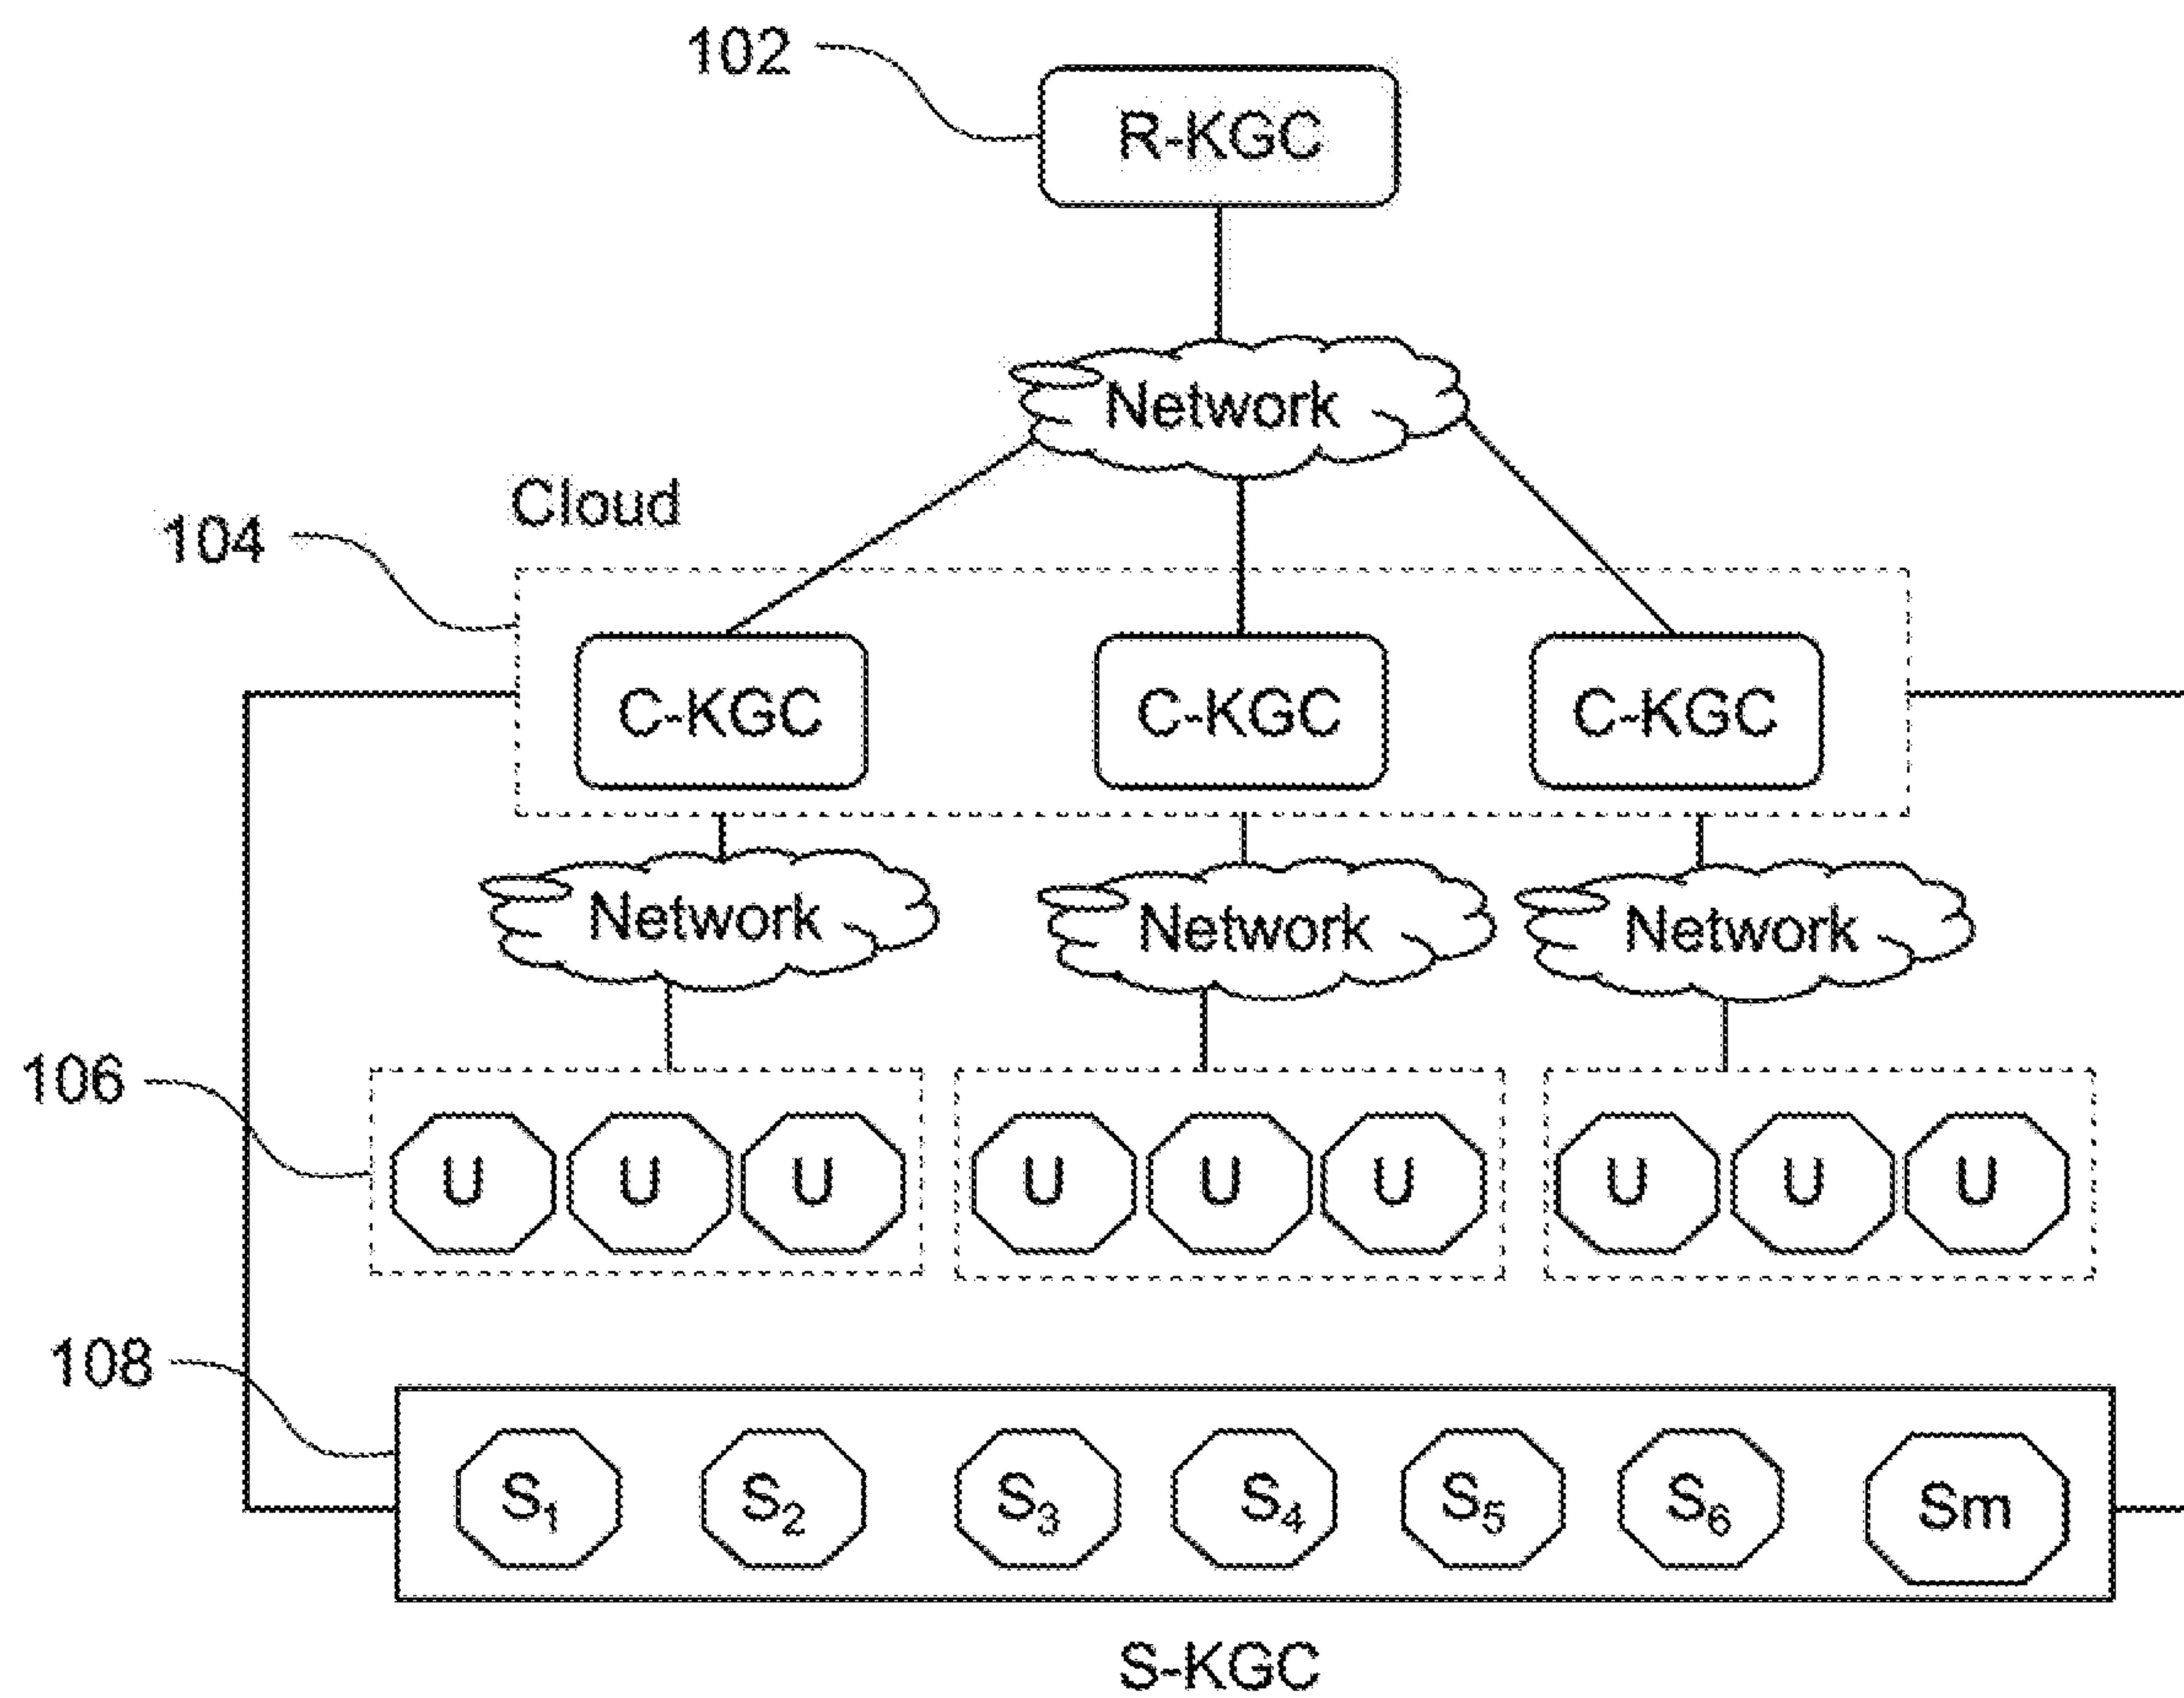 102
R-KGC
Network
Cloud
104
C-KGC C-KGC C-KGC
Network Network Network
106
U U U U U U U U U
108
S₁ S₂ S₃ S₄ S₅ S₆ Sm
S-KGC